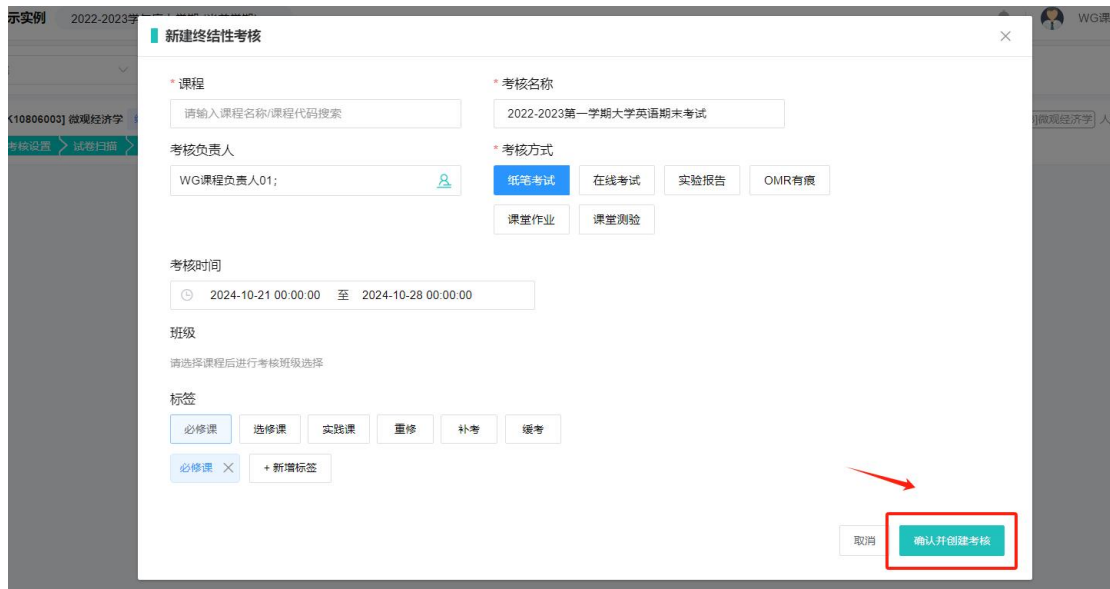 示实例 2022-2023学 WG课
新建终结性考核
* 课程 * 考核名称
请输入课程名称/课程代码搜索 2022-2023第一学期大学英语期末考试
K10806003] 微观经济学 ]微观经济学] 人
考核设置 试卷扫描
考核负责人 * 考核方式
WG课程负责人01; 纸笔考试 在线考试 实验报告 OMR有痕
课堂作业 课堂测验
考核时间
2024-10-21 00:00:00 至 2024-10-28 00:00:00
班级
请选择课程后进行考核班级选择
标签
必修课 选修课 实践课 重修 补考 缓考
必修课 + 新增标签
取消 确认并创建考核